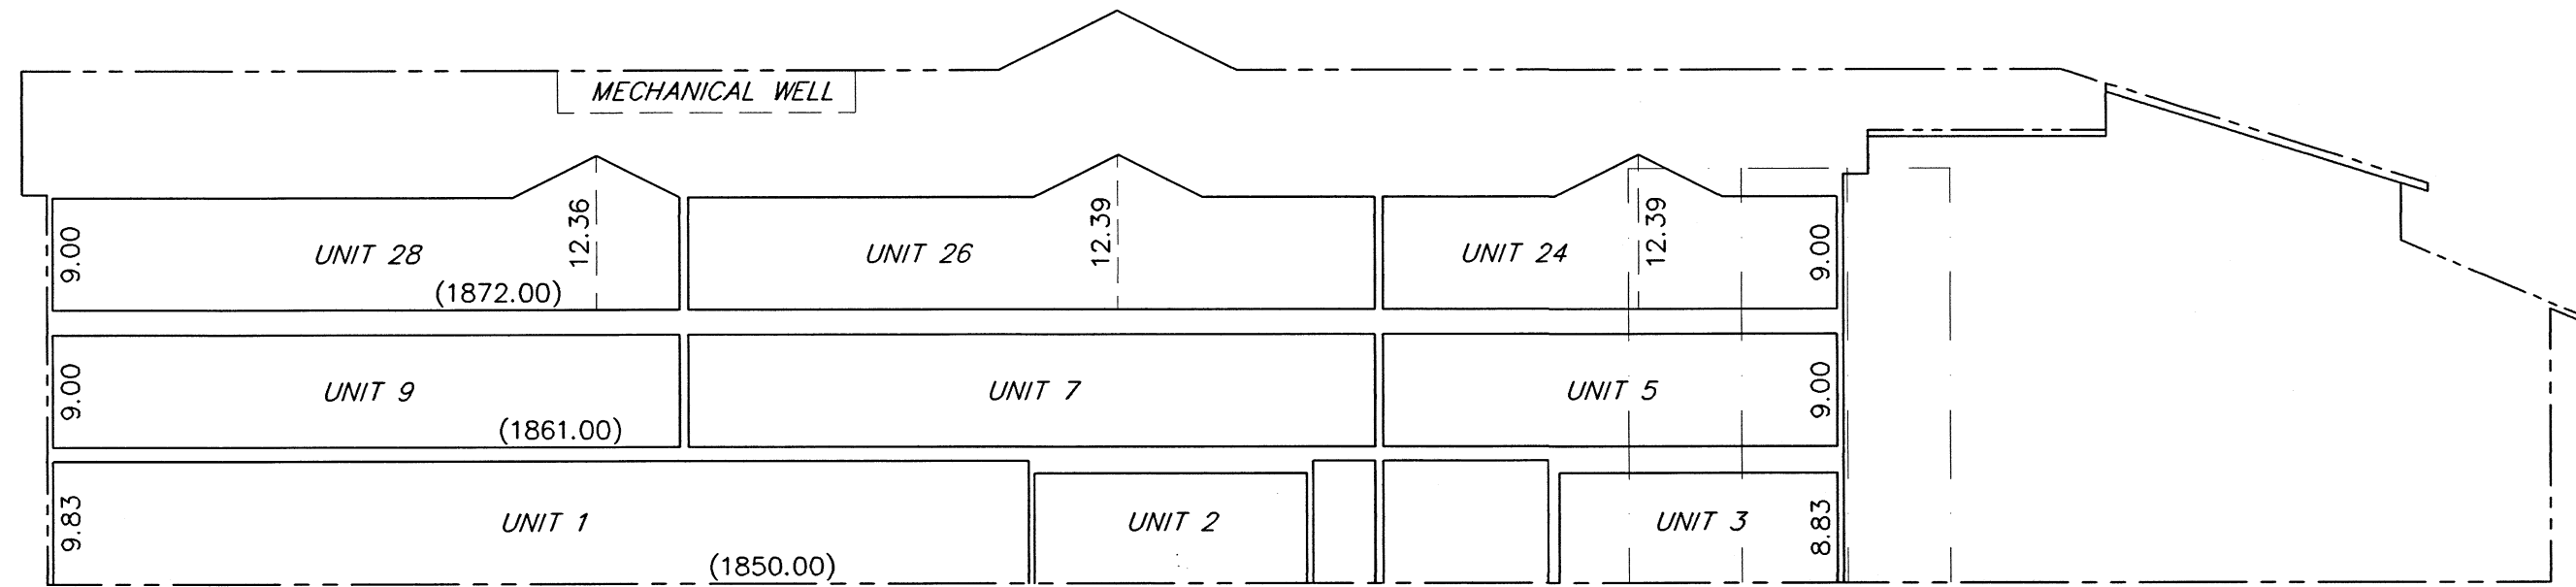 MECHANICAL WELL
9.00
UNIT 28
12.36
(1872.00)
UNIT 26
12.39
UNIT 24
12.39
9.00
9.00
UNIT 9
(1861.00)
UNIT 7
UNIT 5
9.00
9.83
UNIT 1
(1850.00)
UNIT 2
UNIT 3
8.83